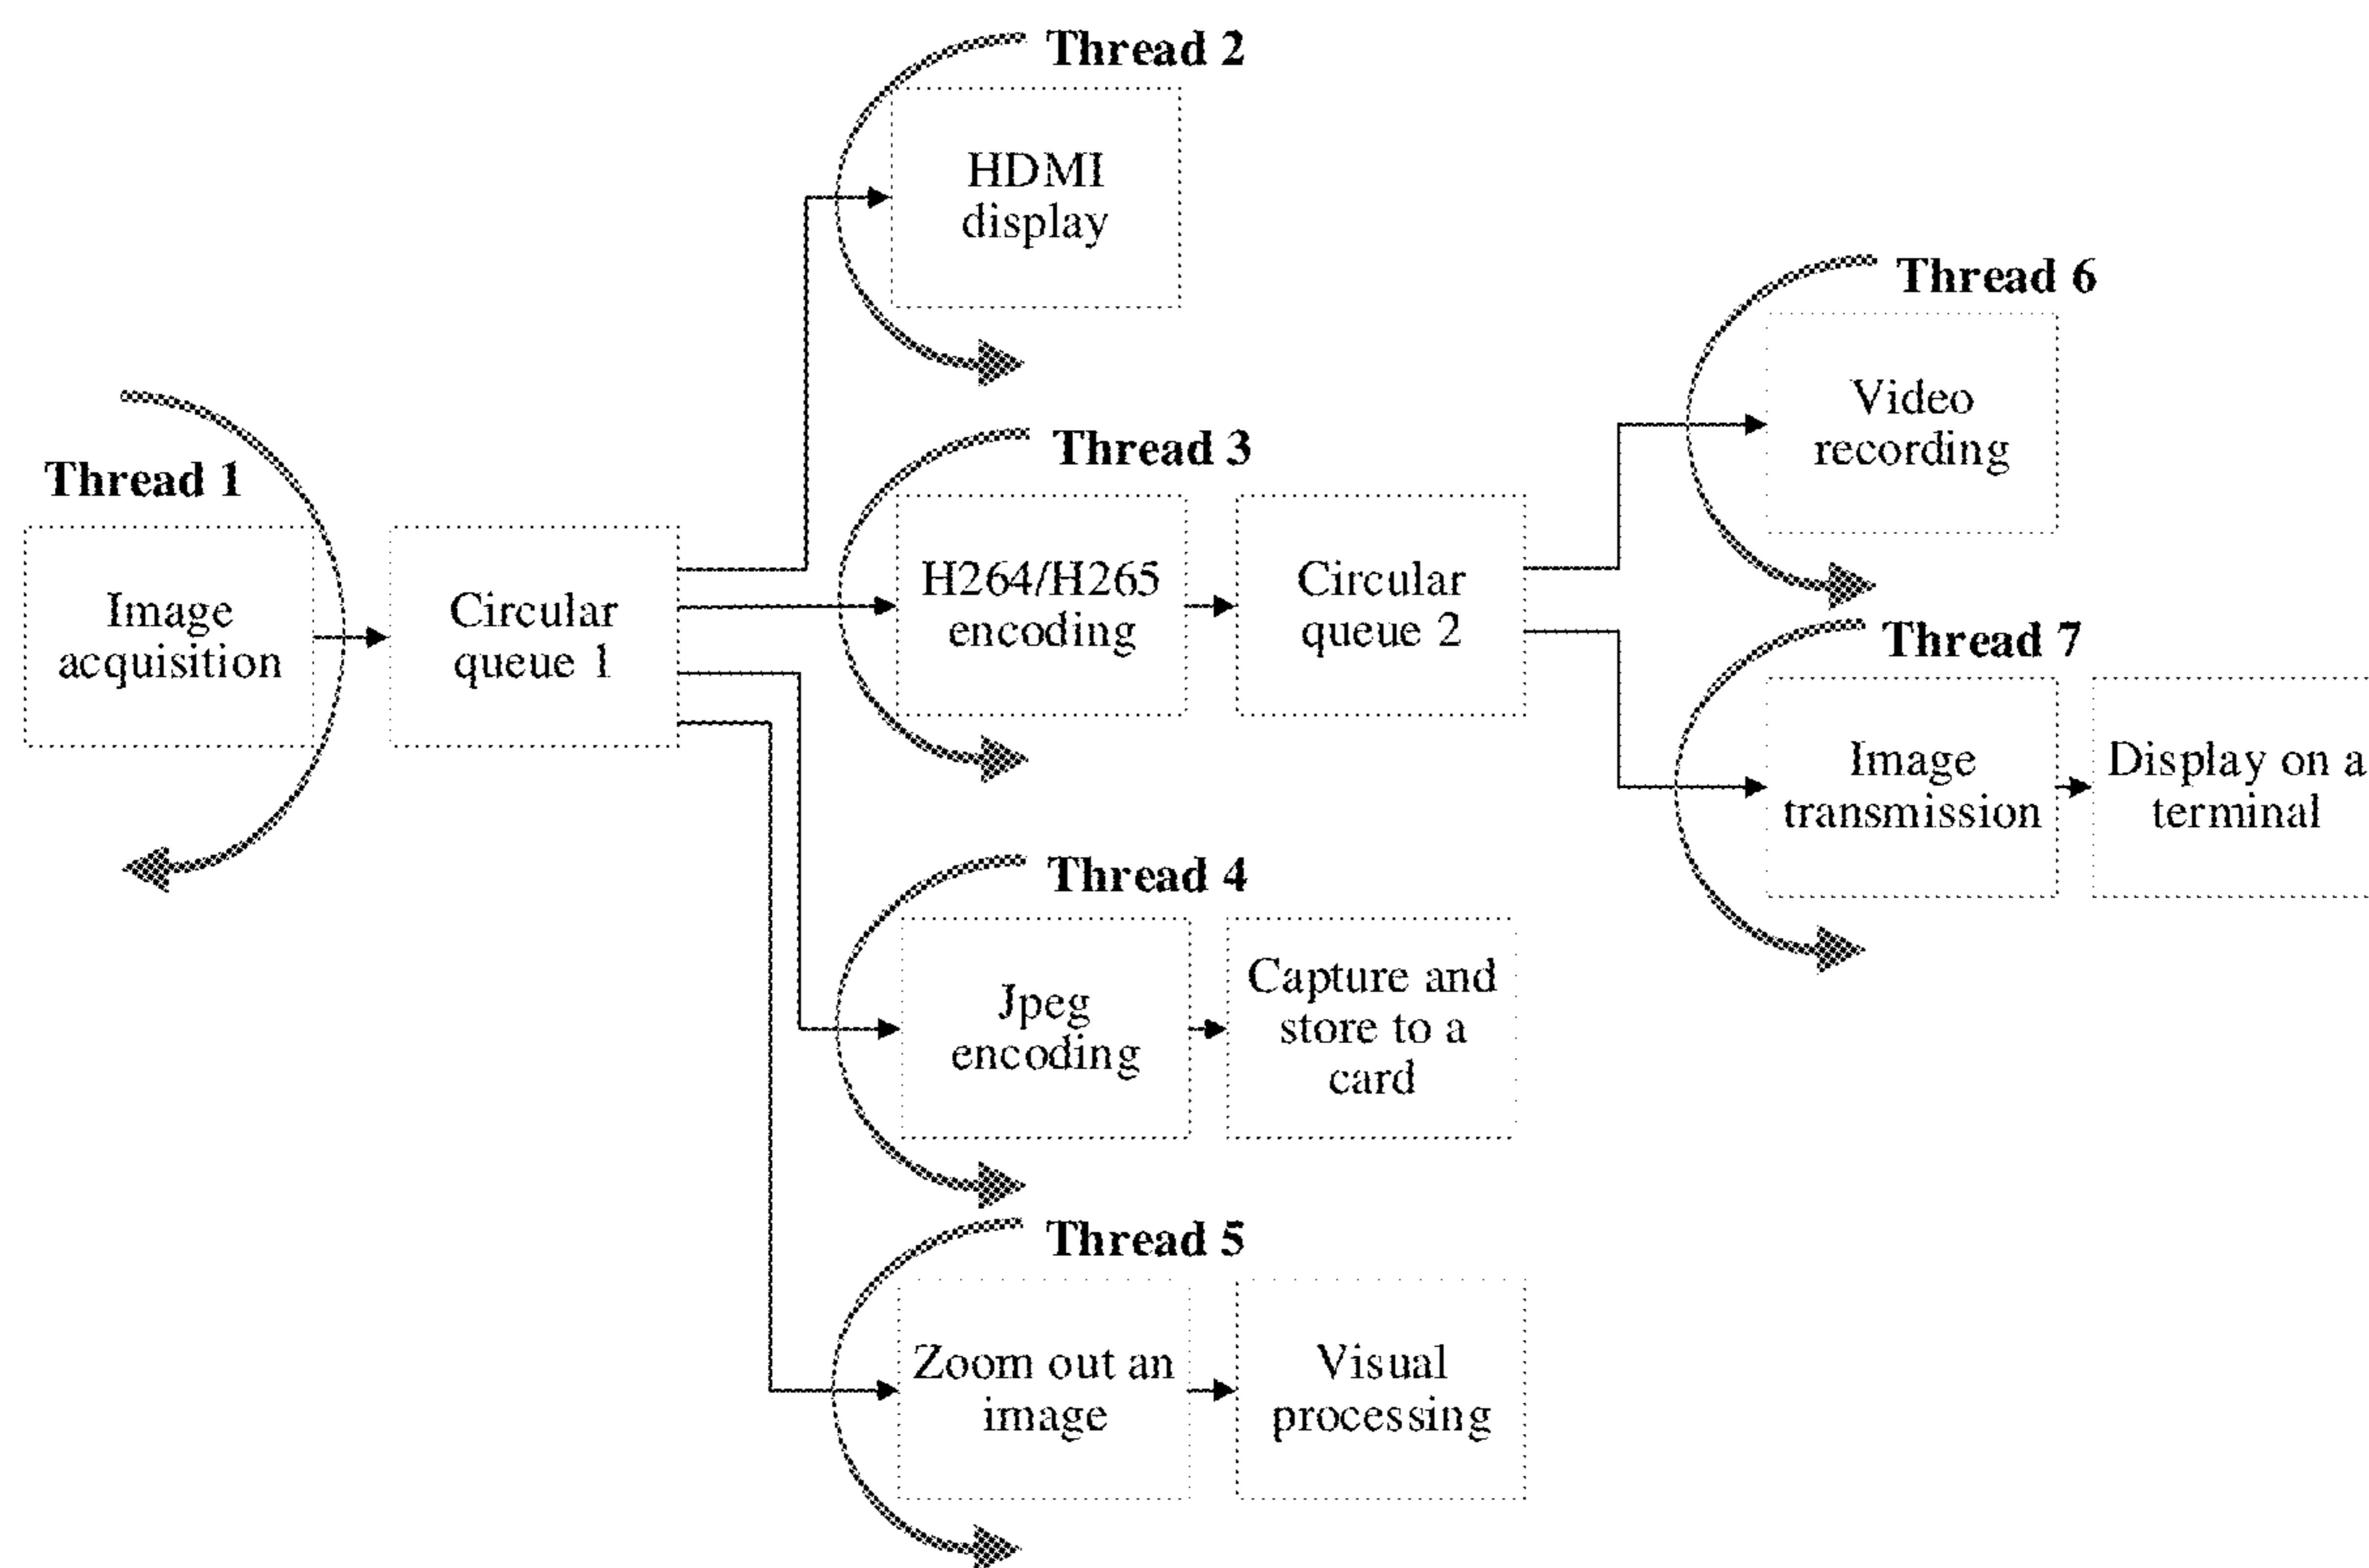 Thread 1
Image
acquisition
Circular
queue 1
Thread 2
HDMI
display
Thread 3
H264/H265
encoding
Circular
queue 2
Thread 4
Jpeg
encoding
Capture and
store to a
card
Thread 5
Zoom out an
image
Visual
processing
Thread 6
Video
recording
Thread 7
Image
transmission
Display on a
terminal